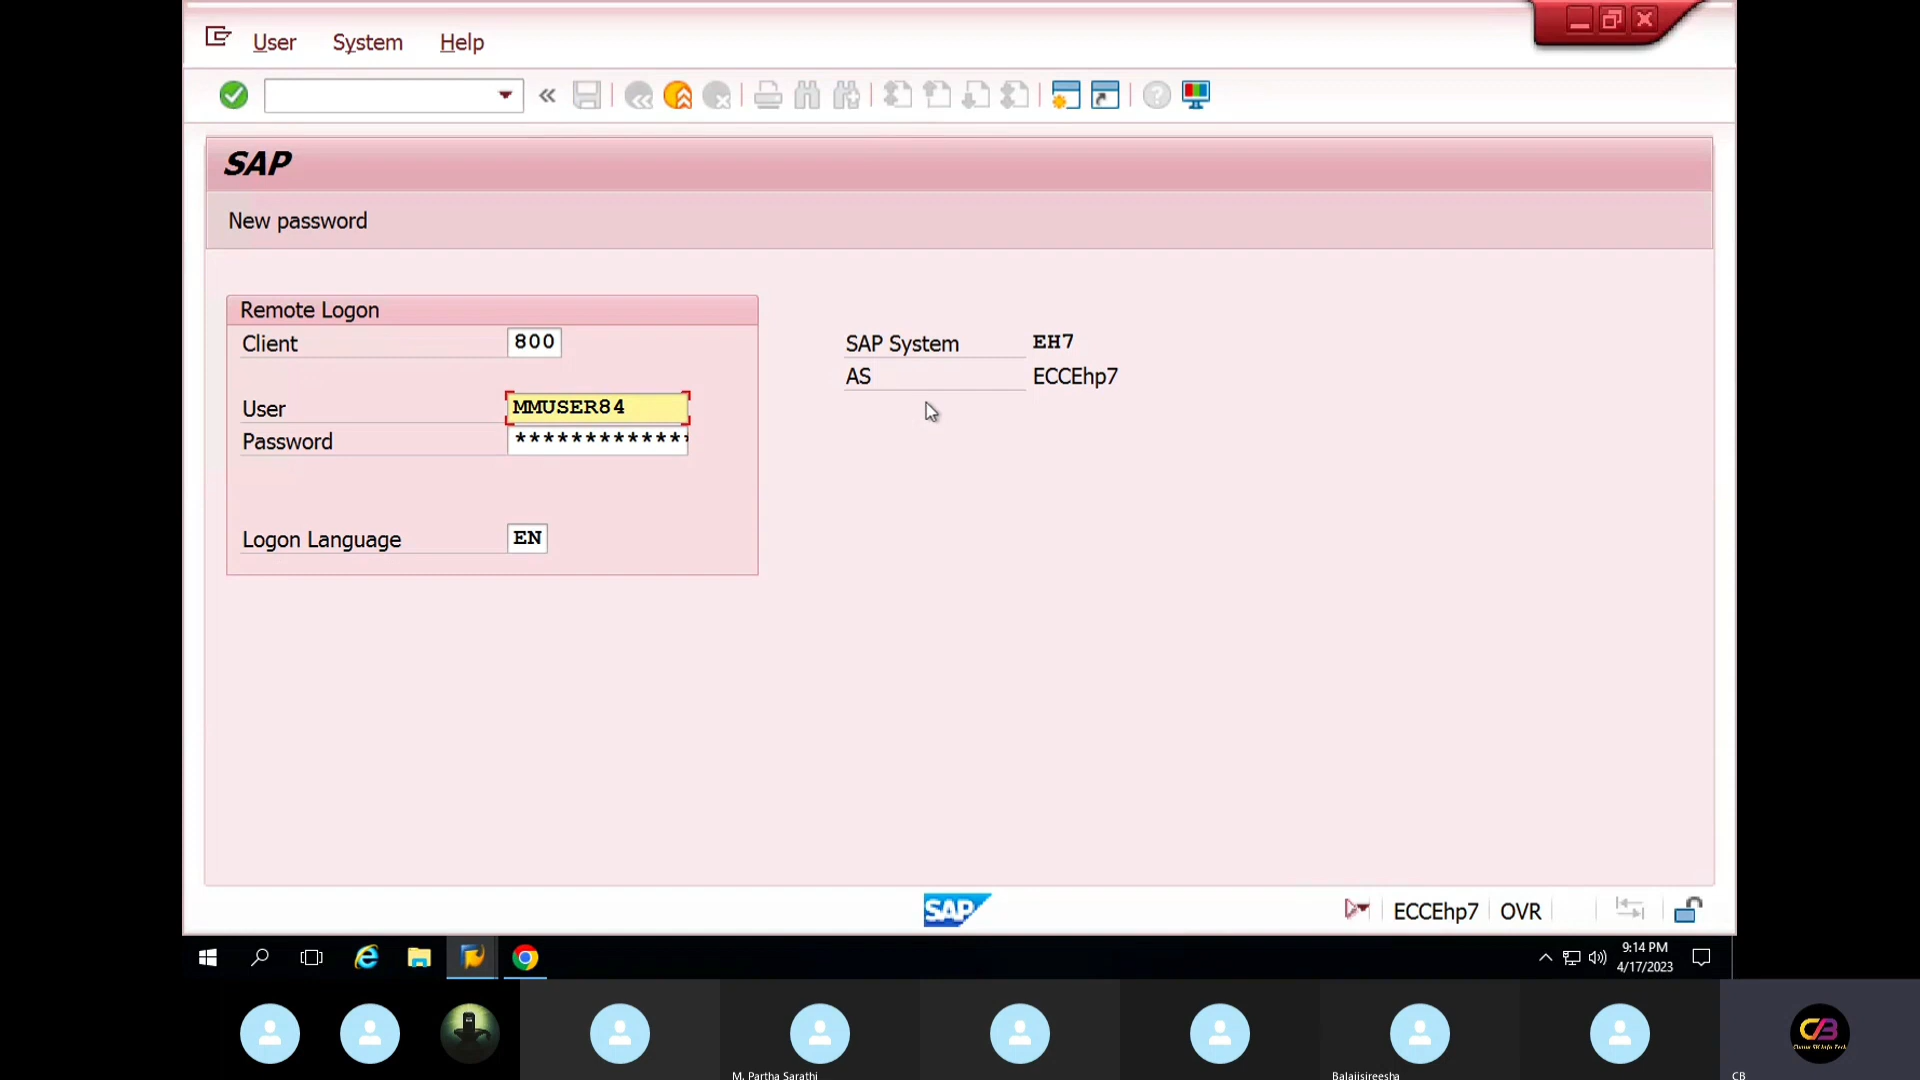 User System Help
SAP
New password
Remote Logon
Client 800
SAP System EH7
AS ECCEhp7
User MMUSER84
Password *************
Logon Language EN
SAP
ECCEhp7 OVR
9:14 PM
4/17/2023
CB
M. Partha Sarathi
Balajisireesha
CB